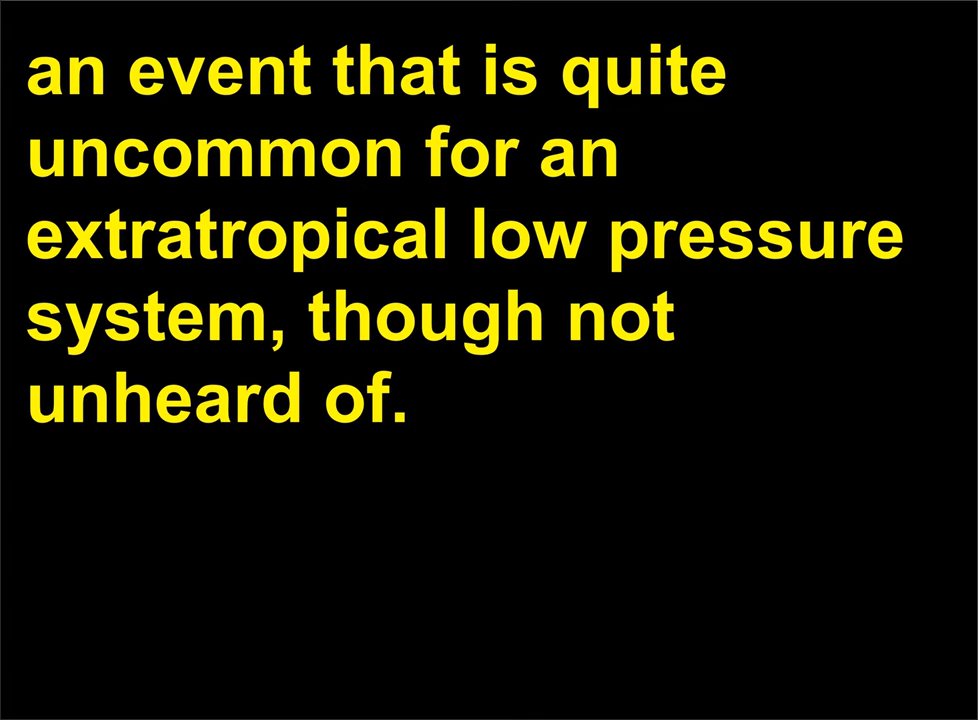 an event that is quite
uncommon for an
extratropical low pressure
system, though not
unheard of.